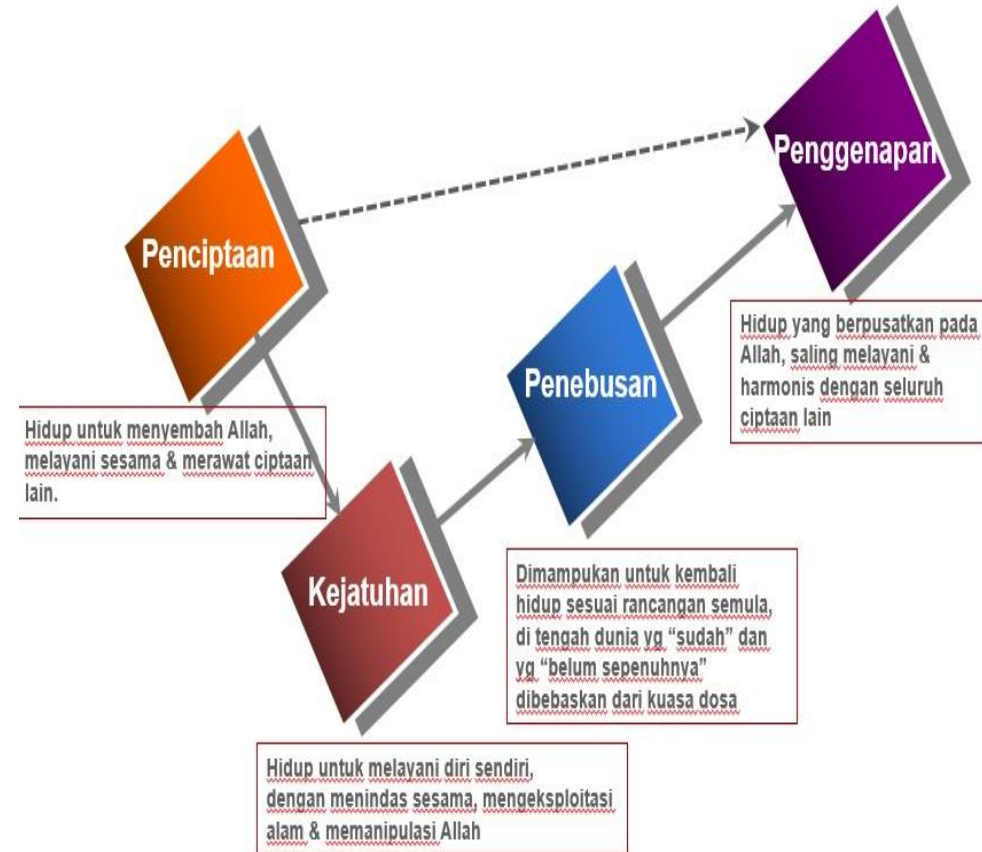 Penciptaan
Hidup untuk menyembah Allah,
melayani sesama & merawat ciptaan
lain.
Kejatuhan
Hidup untuk melayani diri sendiri,
dengan menindas sesama, mengeksploitasi
alam & memanipulasi Allah
Penebusan
Dimampukan untuk kembali
hidup sesuai rancangan semula,
di tengah dunia yg “sudah” dan
yg “belum sepenuhnya”
dibebaskan dari kuasa dosa
Penggenapan
Hidup yang berpusatkan pada
Allah, saling melayani &
harmonis dengan seluruh
ciptaan lain